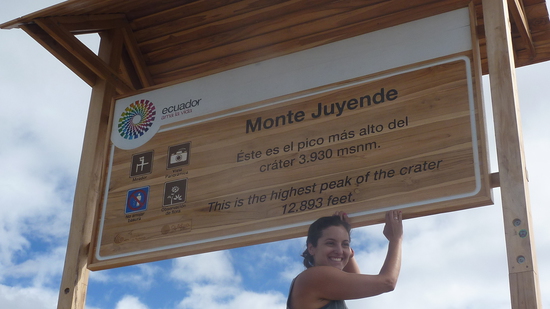 ecuador
ama la vida
Monte Juyende
Éste es el pico más alto del
cráter 3.930 msnm.
This is the highest peak of the crater
12.893 feet.